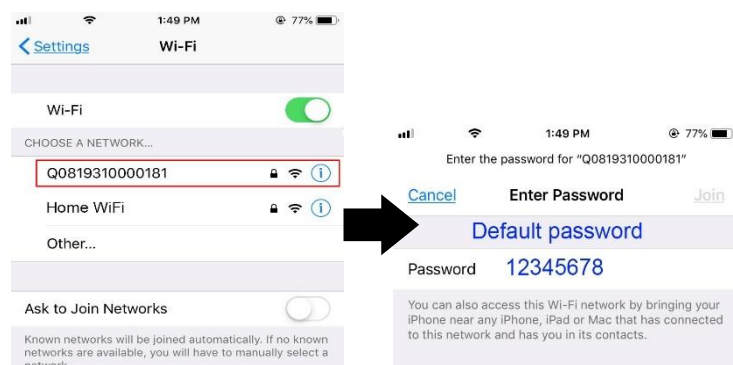 1:49 PM
77%
Settings
Wi-Fi
Wi-Fi
CHOOSE A NETWORK...
Q0819310000181
Home WiFi
Other...
Ask to Join Networks
Known networks will be joined automatically. If no known
networks are available, you will have to manually select a
network.
1:49 PM
77%
Enter the password for "Q0819310000181"
Cancel
Enter Password
Join
Default password
Password
12345678
You can also access this Wi-Fi network by bringing your
iPhone near any iPhone, iPad or Mac that has connected
to this network and has you in its contacts.